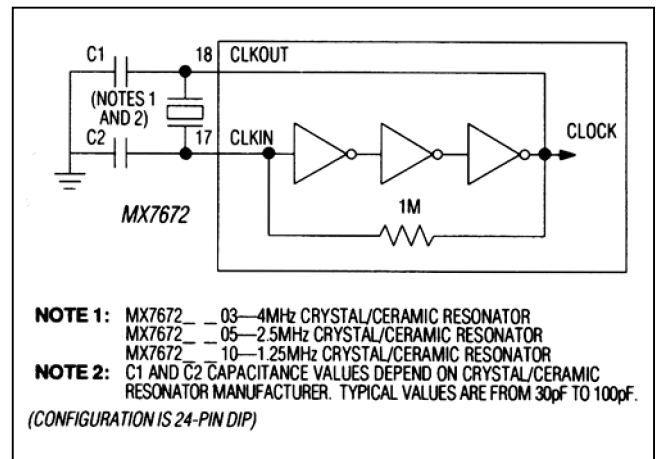 C1
18 CLKOUT
(NOTES 1
AND 2)
C2
17 CLKIN
CLOCK
1M
MX7672
NOTE 1: MX7672_ _ 03—4MHz CRYSTAL/CERAMIC RESONATOR
MX7672_ _ 05—2.5MHz CRYSTAL/CERAMIC RESONATOR
MX7672_ _ 10—1.25MHz CRYSTAL/CERAMIC RESONATOR
NOTE 2: C1 AND C2 CAPACITANCE VALUES DEPEND ON CRYSTAL/CERAMIC
RESONATOR MANUFACTURER. TYPICAL VALUES ARE FROM 30pF TO 100pF.
(CONFIGURATION IS 24-PIN DIP)